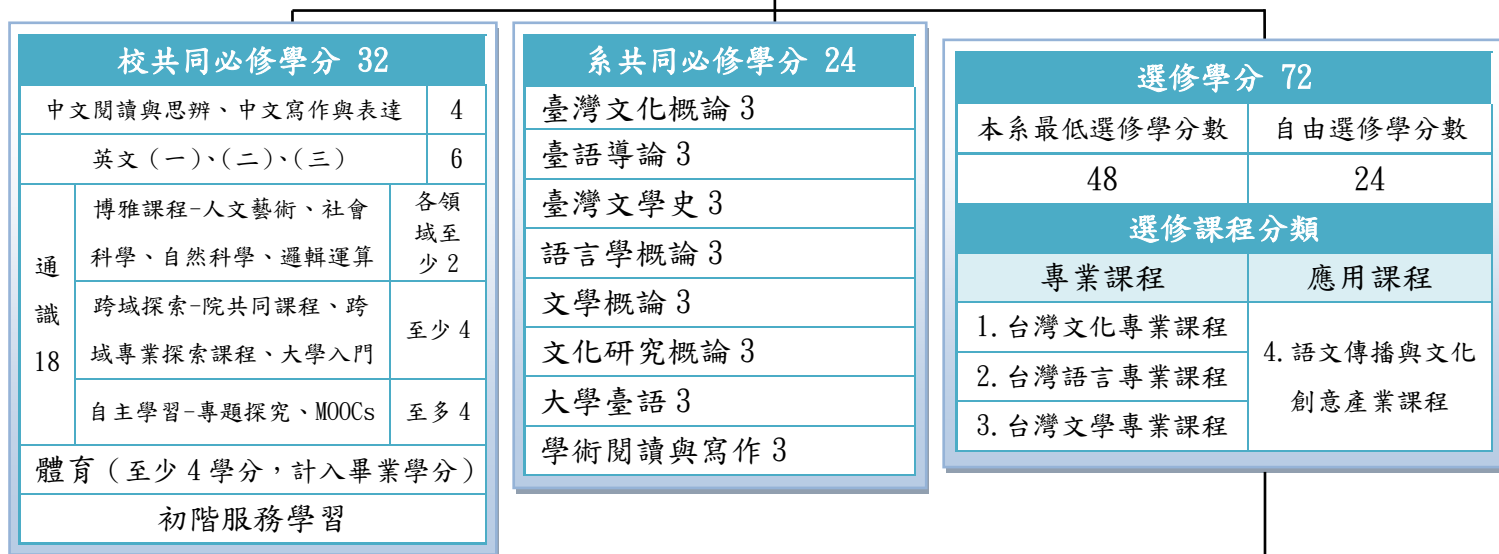 校共同必修學分 32
中文閱讀與思辨、中文寫作與表達
4
英文（一）、（二）、（三）
6
通
識
18
博雅課程-人文藝術、社會
科學、自然科學、邏輯運算
各領
域至
少 2
跨域探索-院共同課程、跨
域專業探索課程、大學入門
至少 4
自主學習-專題探究、MOOCs
至多 4
體育（至少 4 學分，計入畢業學分）
初階服務學習
系共同必修學分 24
臺灣文化概論 3
臺語導論 3
臺灣文學史 3
語言學概論 3
文學概論 3
文化研究概論 3
大學臺語 3
學術閱讀與寫作 3
選修學分 72
本系最低選修學分數
自由選修學分數
48
24
選修課程分類
專業課程
應用課程
1. 台灣文化專業課程
2. 台灣語言專業課程
3. 台灣文學專業課程
4. 語文傳播與文化
創意產業課程